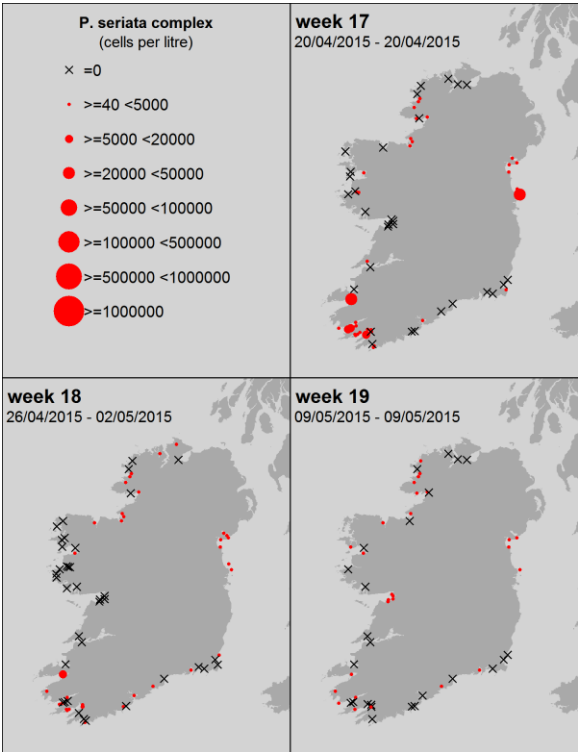 P. seriata complex
(cells per litre)
=0
>=40 <5000
>=5000 <20000
>=20000 <50000
>=50000 <100000
>=100000 <500000
>=500000 <1000000
>=1000000
week 17
20/04/2015 - 20/04/2015
week 18
26/04/2015 - 02/05/2015
week 19
09/05/2015 - 09/05/2015